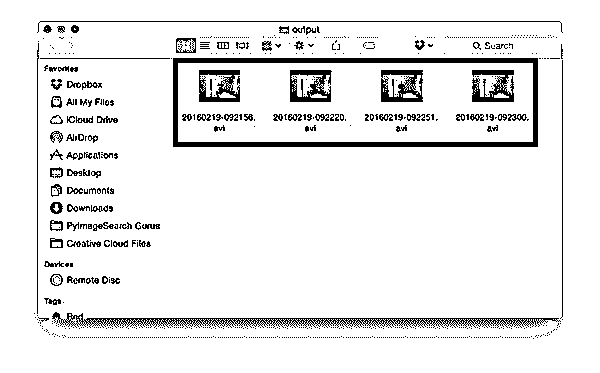 output
Search
Favorites
Dropbox
All My Files
iCloud Drive
AirDrop
Applications
Desktop
Documents
Downloads
PyImageSearch Gurus
Creative Cloud Files
Devices
Remote Disc
Tags
Red
20160219-092156.avi
20160219-092220.avi
20160219-092251.avi
20160219-092300.avi